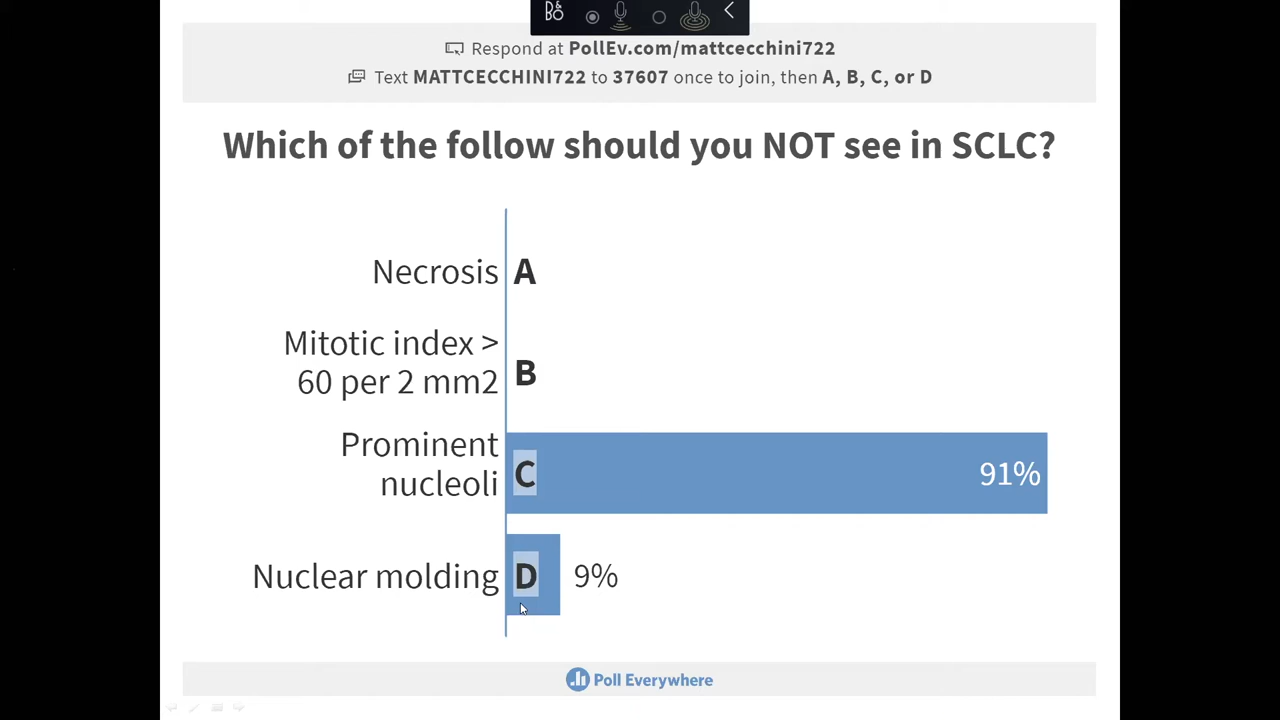 B&O
Respond at PollEv.com/mattcecchini722
Text MATTCECCHINI722 to 37607 once to join, then A, B, C, or D
Which of the follow should you NOT see in SCLC?
Necrosis A
Mitotic index >
60 per 2 mm2 B
Prominent
nucleoli C 91%
Nuclear molding D 9%
Poll Everywhere